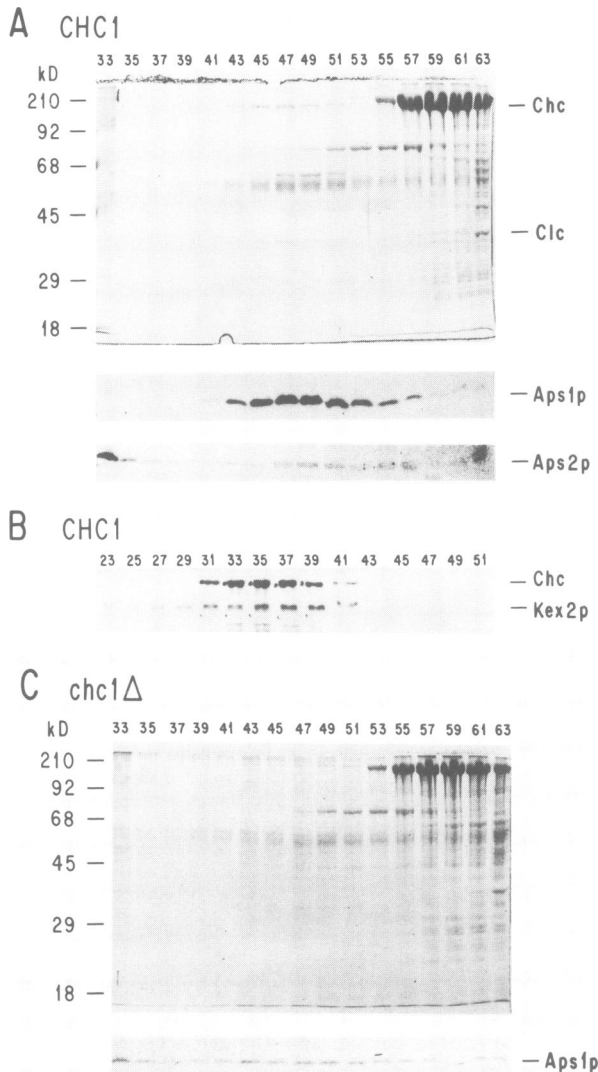 A CHC1
33 35 37 39 41 43 45 47 49 51 53 55 57 59 61 63
kD
210 — — Chc
92 —
68 —
45 — — Clc
29 —
18 —
— Aps1p
— Aps2p
B CHC1
23 25 27 29 31 33 35 37 39 41 43 45 47 49 51
— Chc
— Kex2p
C chc1Δ
kD 33 35 37 39 41 43 45 47 49 51 53 55 57 59 61 63
210 —
92 —
68 —
45 —
29 —
18 —
— Aps1p